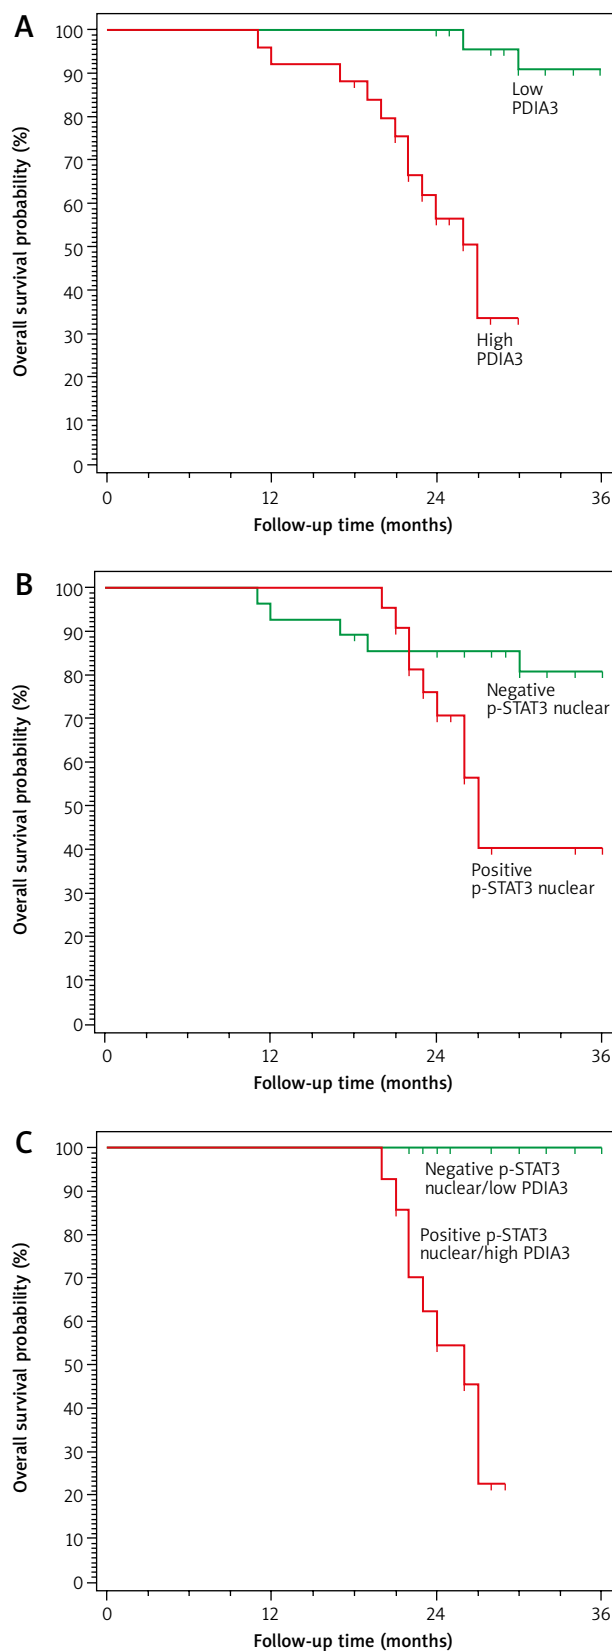 A
100
90
80
70
60
50
40
30
20
10
0
Overall survival probability (%)
Low
PDIA3
High
PDIA3
0 12 24 36
Follow-up time (months)
B
100
90
80
70
60
50
40
30
20
10
0
Overall survival probability (%)
Negative
p-STAT3 nuclear
Positive
p-STAT3 nuclear
0 12 24 36
Follow-up time (months)
C
100
90
80
70
60
50
40
30
20
10
0
Overall survival probability (%)
Negative p-STAT3
nuclear/low PDIA3
Positive p-STAT3
nuclear/high PDIA3
0 12 24 36
Follow-up time (months)